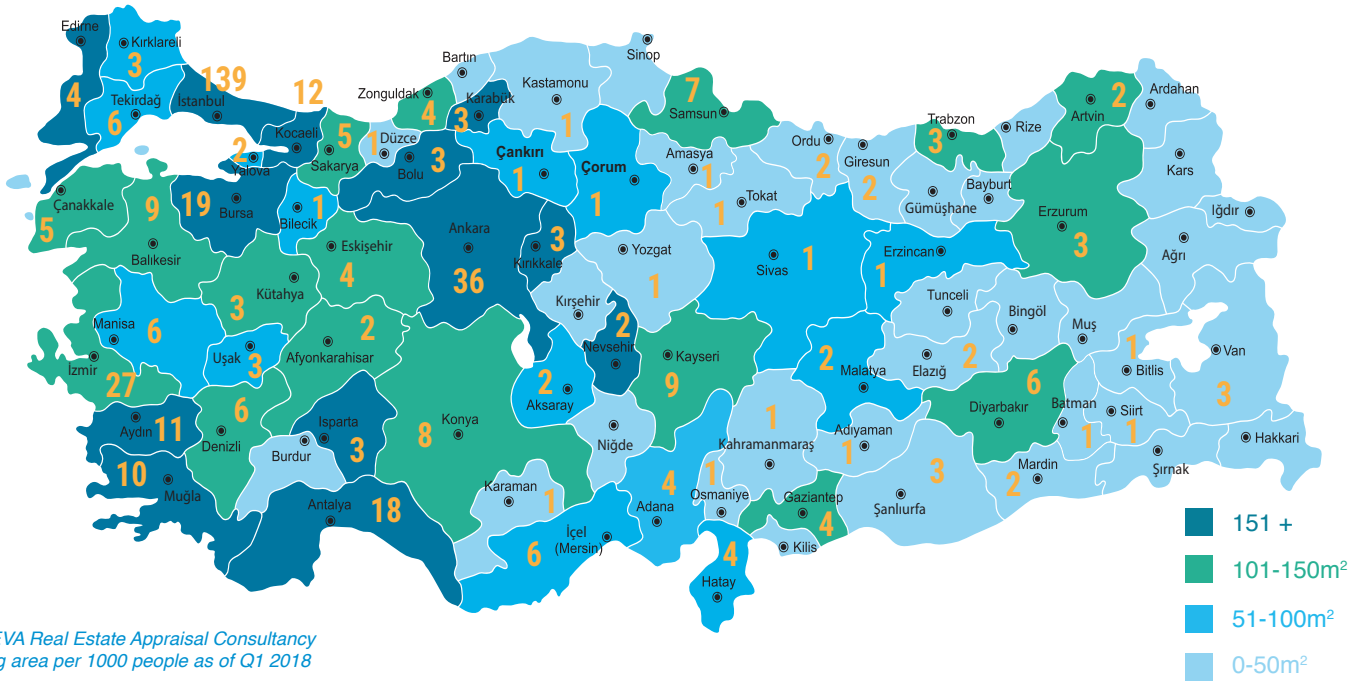 Edirne
Kırklareli
3
4
Tekirdağ
6
139
İstanbul
12
Kocaeli
2
Yalova
5
Sakarya
Zonguldak
4
Bartın
Karabük
3
Kastamonu
1
Sinop
7
Samsun
1
Düzce
3
Bolu
Çankırı
1
Çorum
1
Amasya
1
Tokat
1
Ordu
2
Giresun
2
Trabzon
3
Rize
Artvin
2
Ardahan
Kars
Iğdır
Ağrı
Gümüşhane
Bayburt
Erzurum
3
Çanakkale
5
9
Balıkesir
19
Bursa
Bilecik
1
Eskişehir
4
Ankara
36
3
Kırıkkale
Yozgat
1
Sivas
1
Erzincan
1
Tunceli
Bingöl
Muş
Kütahya
3
Manisa
6
Uşak
3
Afyonkarahisar
2
Kırşehir
2
Nevsehir
Kayseri
9
2
Aksaray
2
Malatya
Elazığ
2
1
Bitlis
Van
3
İzmir
27
Aydın
11
Denizli
6
Burdur
Isparta
3
Konya
8
Niğde
1
Kahramanmaraş
Adıyaman
1
Diyarbakır
6
Batman
1
Siirt
1
Hakkari
Şırnak
Mardin
2
Şanlıurfa
3
10
Muğla
Antalya
18
Karaman
1
İçel
(Mersin)
6
4
Adana
1
Osmaniye
Gaziantep
4
Kilis
4
Hatay
151 +
101-150m²
51-100m²
0-50m²
EVA Real Estate Appraisal Consultancy
area per 1000 people as of Q1 2018